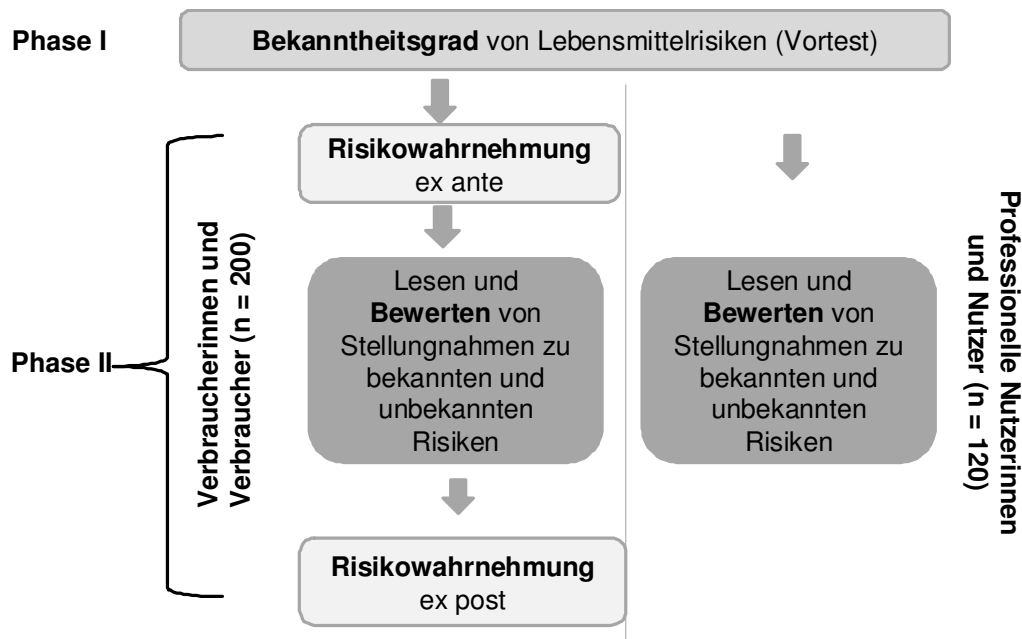 Phase I
Bekanntheitsgrad von Lebensmittelrisiken (Vortest)
Risikowahrnehmung
ex ante
Verbraucherinnen und
Verbraucher (n = 200)
Phase II
Lesen und
Bewerten von
Stellungnahmen zu
bekannten und
unbekannten
Risiken
Lesen und
Bewerten von
Stellungnahmen zu
bekannten und
unbekannten
Risiken
Professionelle Nutzerinnen
und Nutzer (n = 120)
Risikowahrnehmung
ex post